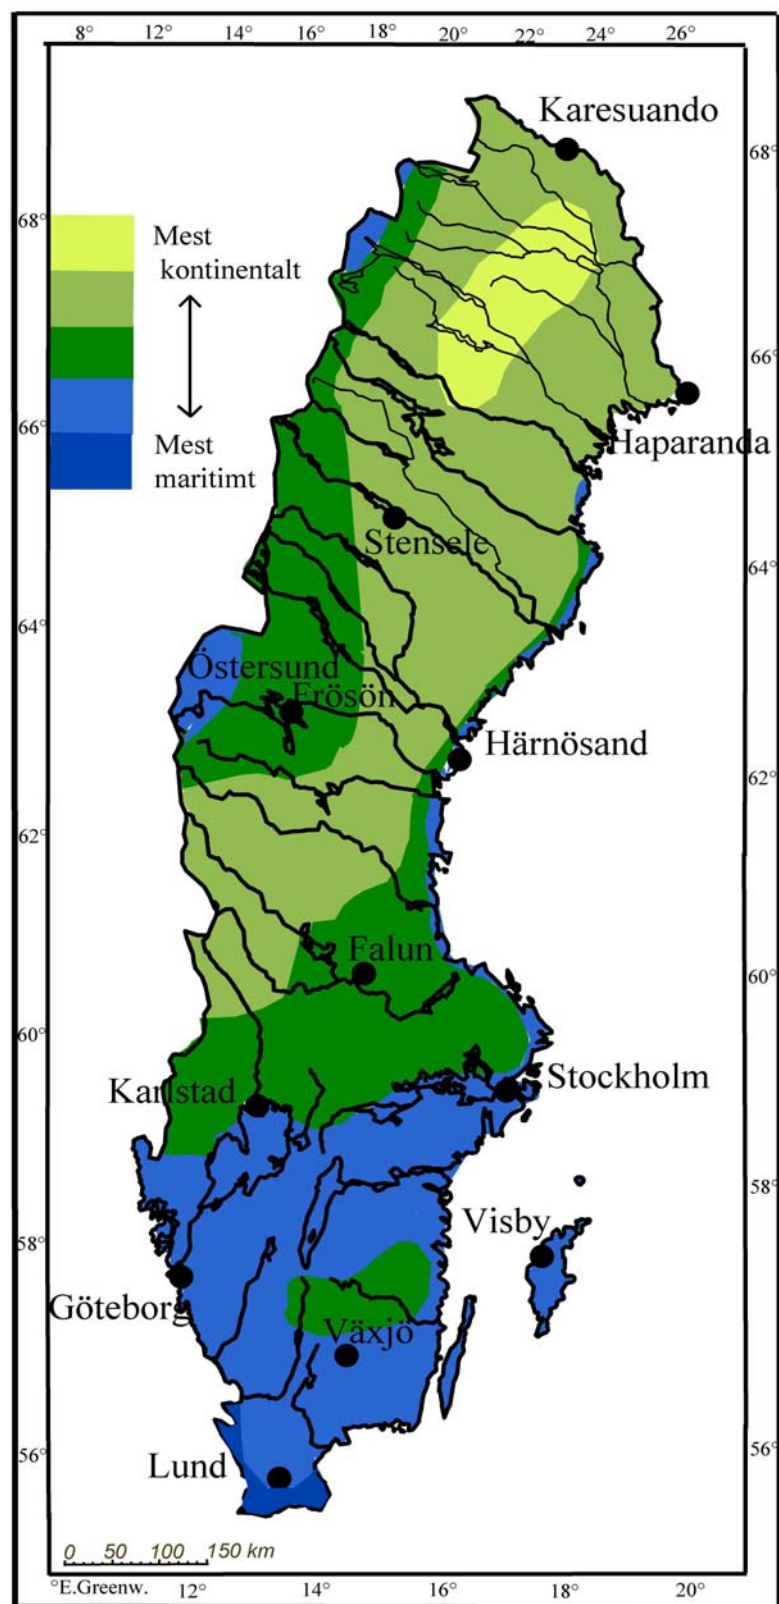 8° 12° 14° 16° 18° 20° 22° 24° 26°
Karesuando
68°
68°
Mest
kontinentalt
66°
66°
Mest
maritimt
Haparanda
Stensele
64°
64°
Östersund
Frösön
Härnösand
62°
62°
Falun
60°
60°
Stockholm
Karlstad
58°
Visby
58°
Göteborg
Växjö
56°
56°
Lund
0 50 100 150 km
°E.Greenw. 12° 14° 16° 18° 20°